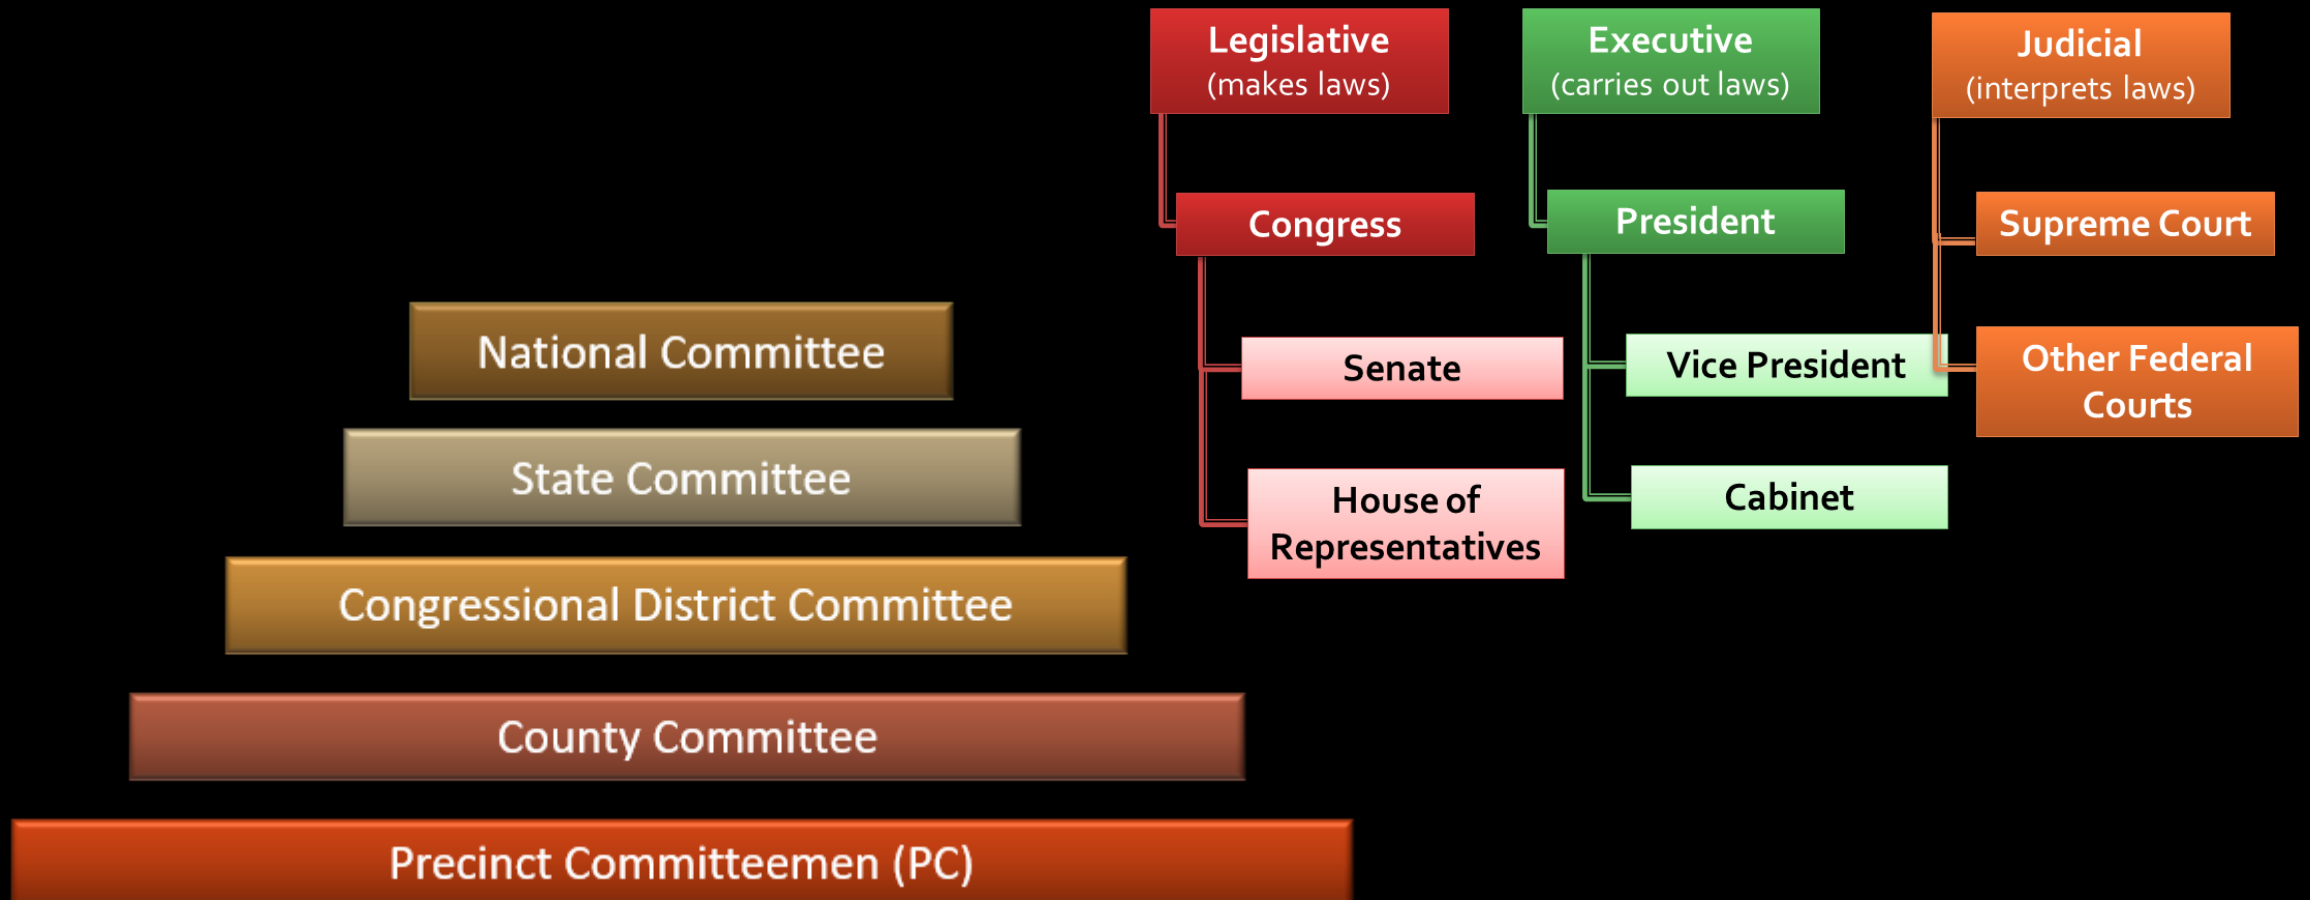 Legislative
(makes laws)
Congress
Senate
House of
Representatives
Executive
(carries out laws)
President
Vice President
Cabinet
Judicial
(interprets laws)
Supreme Court
Other Federal
Courts
National Committee
State Committee
Congressional District Committee
County Committee
Precinct Committeemen (PC)